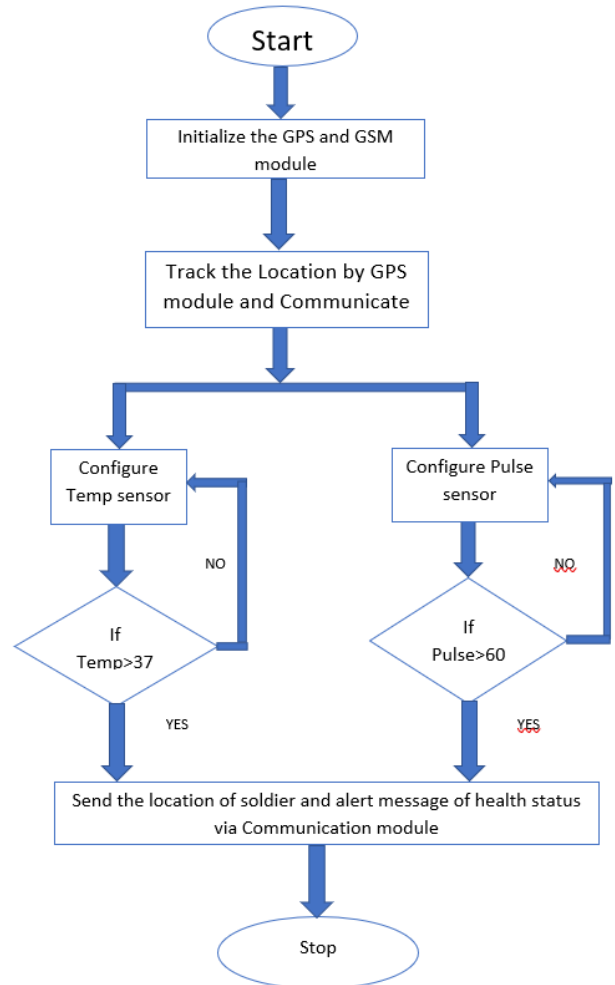 Start
Initialize the GPS and GSM
module
Track the Location by GPS
module and Communicate
Configure
Temp sensor
Configure Pulse
sensor
NO
NO
If
Temp>37
If
Pulse>60
YES
YES
Send the location of soldier and alert message of health status
via Communication module
Stop